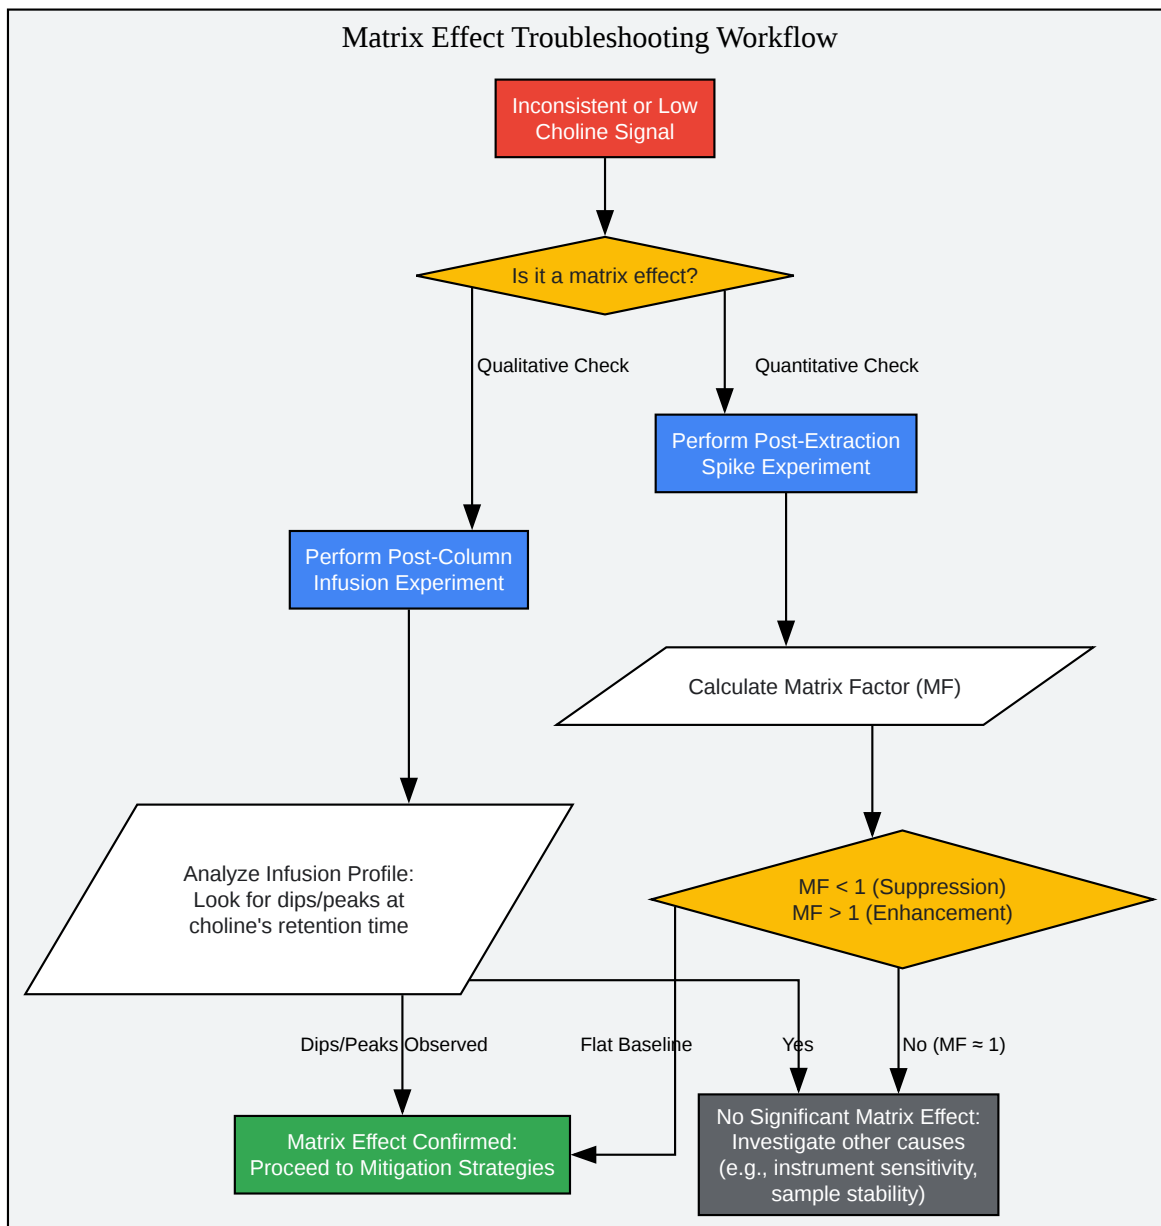 Matrix Effect Troubleshooting Workflow
Inconsistent or Low
Choline Signal
Is it a matrix effect?
Qualitative Check
Quantitative Check
Perform Post-Extraction
Spike Experiment
Perform Post-Column
Infusion Experiment
Calculate Matrix Factor (MF)
Analyze Infusion Profile:
Look for dips/peaks at
choline's retention time
MF < 1 (Suppression)
MF > 1 (Enhancement)
Dips/Peaks Observed
Flat Baseline
Yes
No (MF ≈ 1)
Matrix Effect Confirmed:
Proceed to Mitigation Strategies
No Significant Matrix Effect:
Investigate other causes
(e.g., instrument sensitivity,
sample stability)